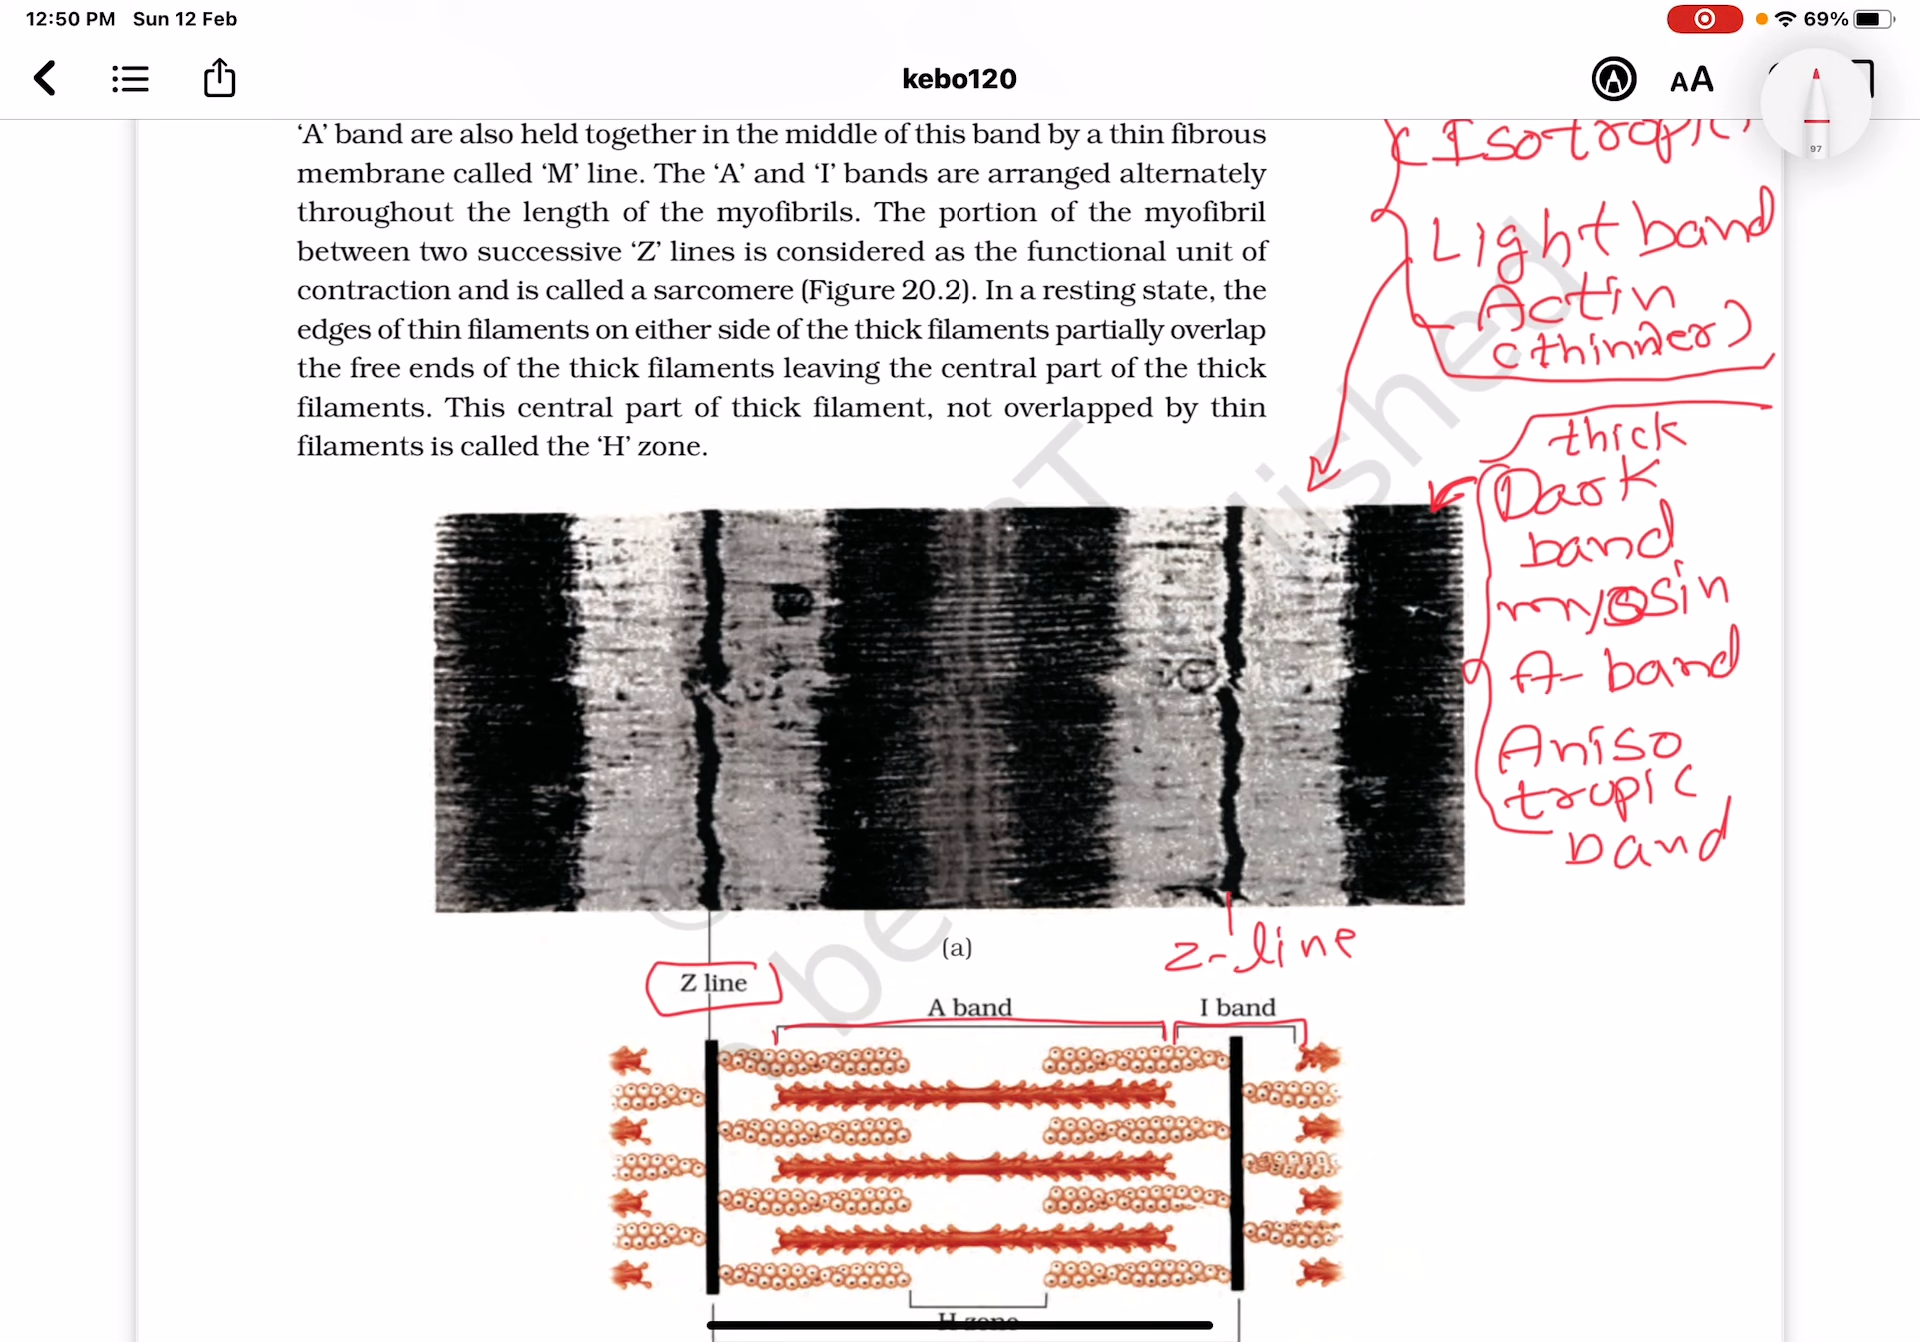 12:50 PM Sun 12 Feb
69%
kebo120
AA
97
‘A’ band are also held together in the middle of this band by a thin fibrous
membrane called ‘M’ line. The ‘A’ and ‘I’ bands are arranged alternately
throughout the length of the myofibrils. The portion of the myofibril
between two successive ‘Z’ lines is considered as the functional unit of
contraction and is called a sarcomere (Figure 20.2). In a resting state, the
edges of thin filaments on either side of the thick filaments partially overlap
the free ends of the thick filaments leaving the central part of the thick
filaments. This central part of thick filament, not overlapped by thin
filaments is called the ‘H’ zone.
Light band
Actin
(thinner)
thick
Dark
band
myosin
A- band
Aniso
tropic
band
(a)
Z-line
Z line
A band
I band
H zone